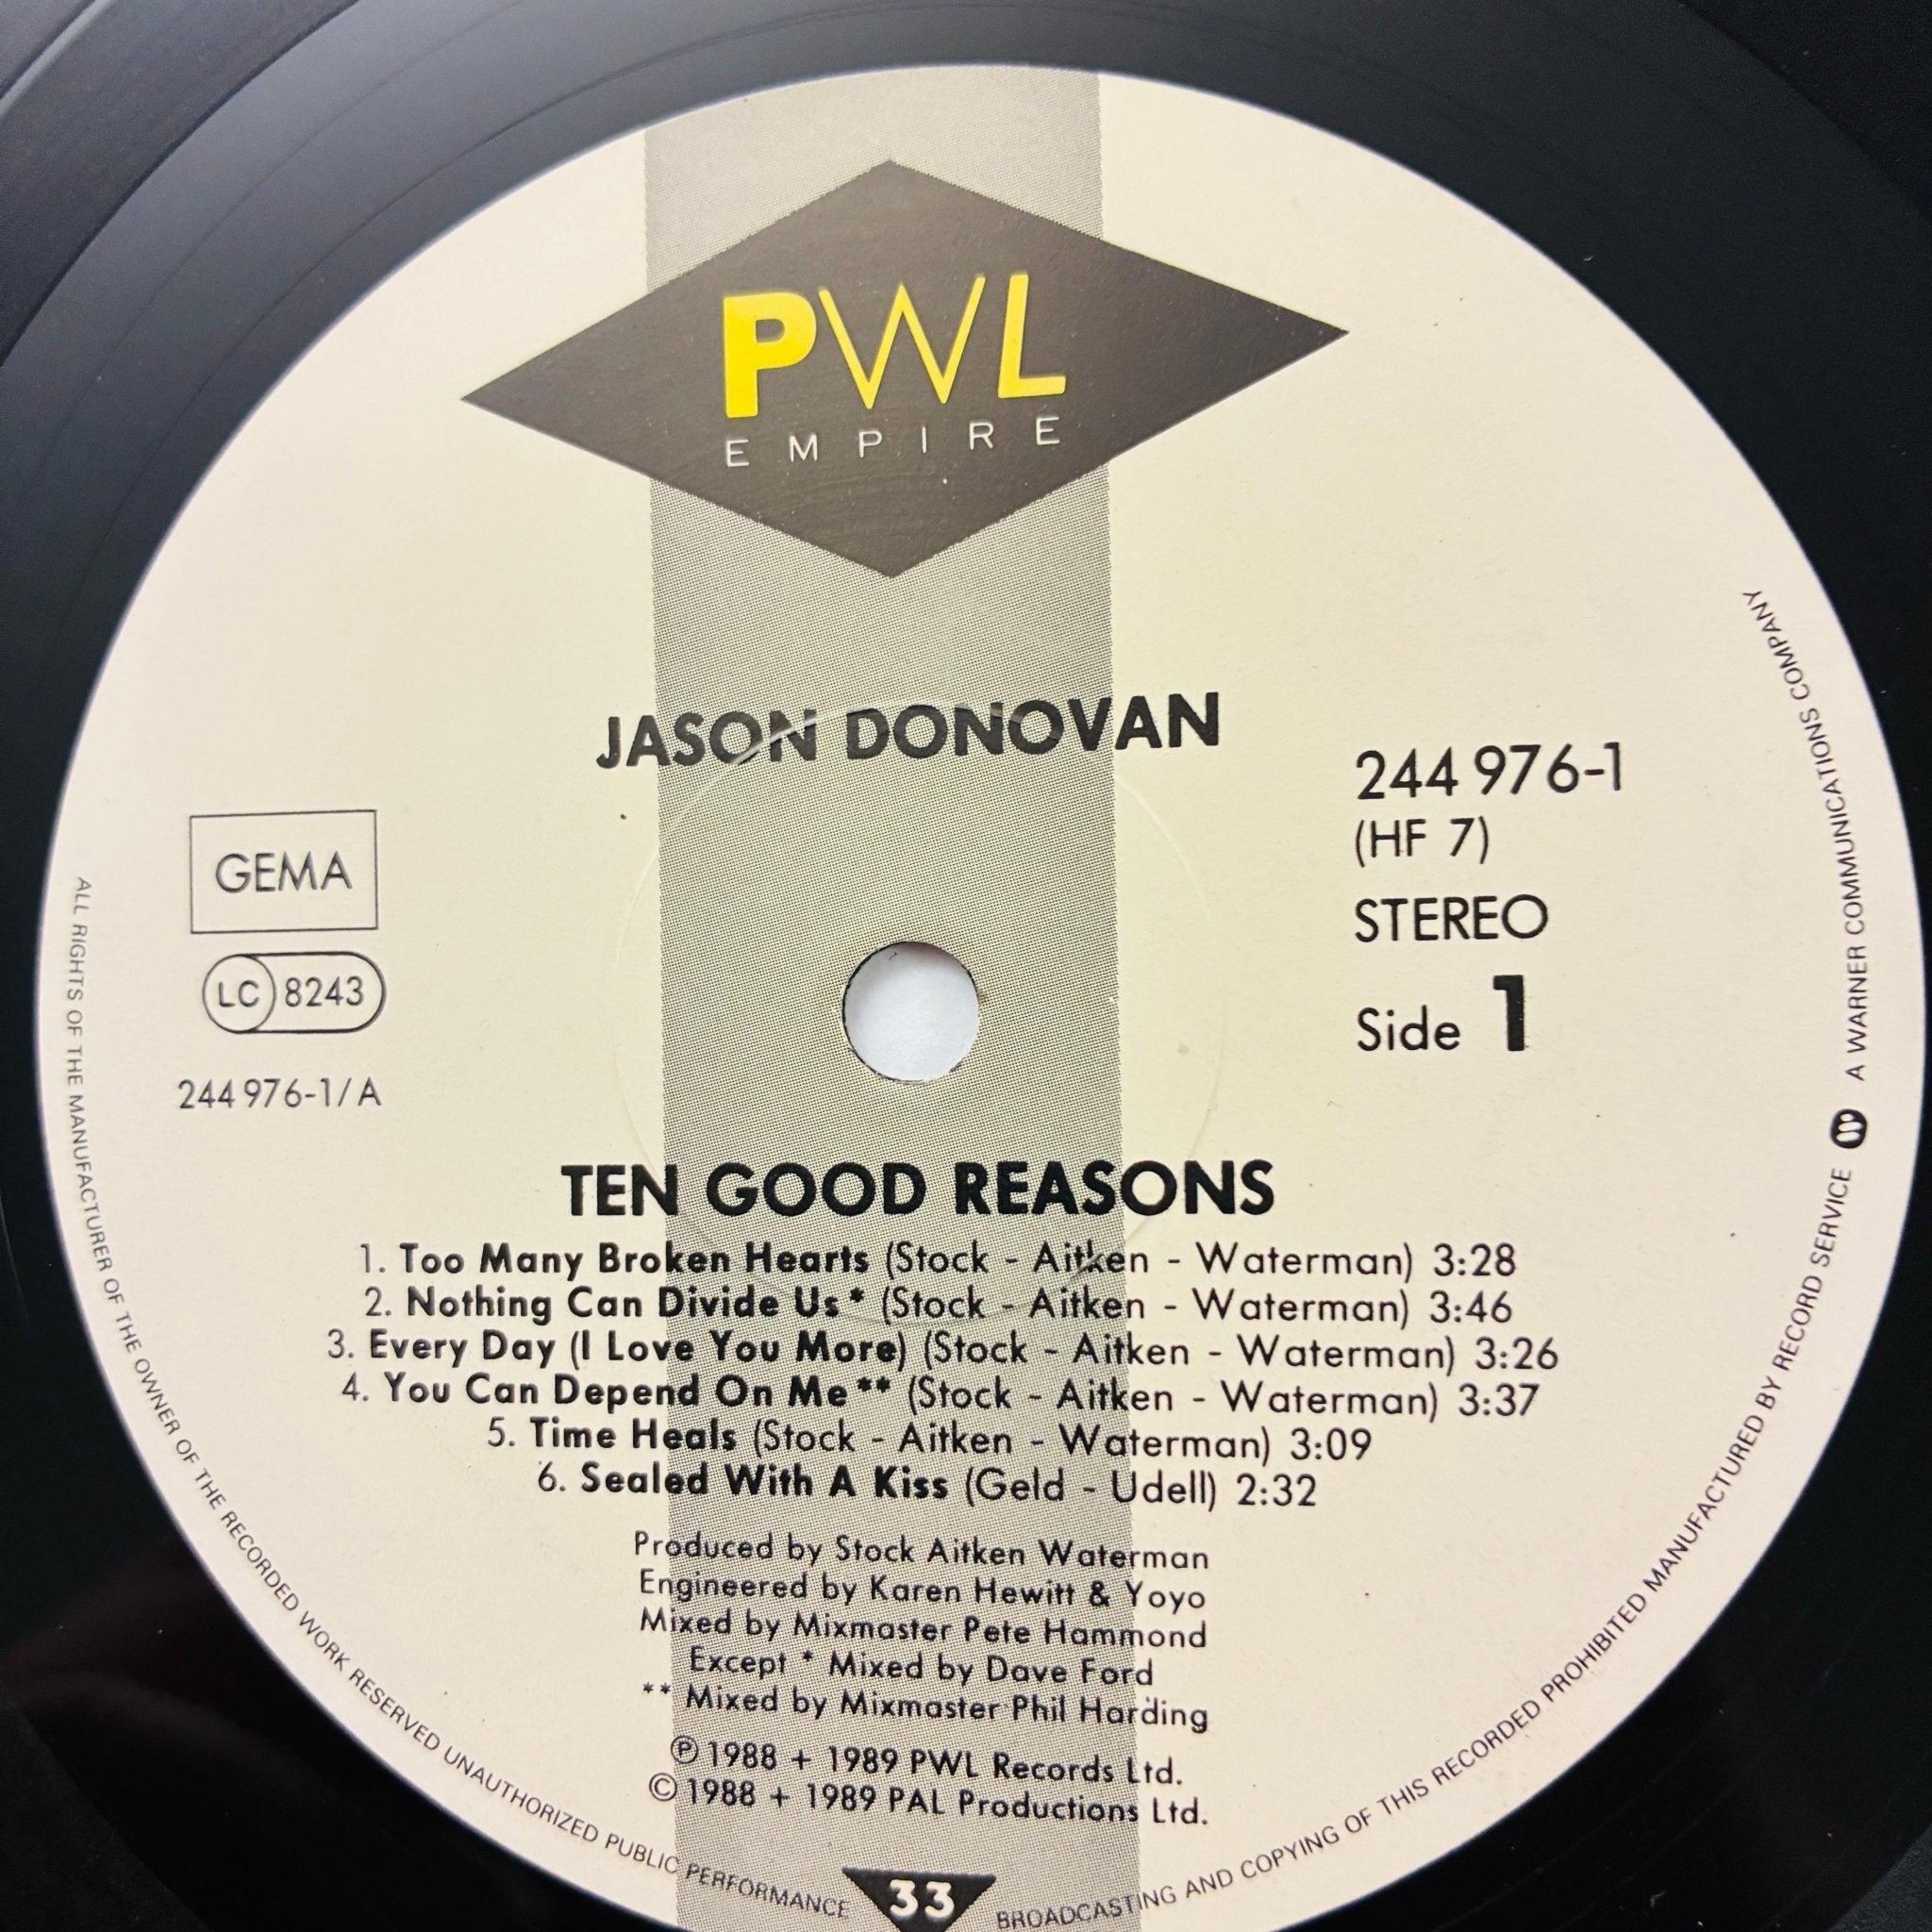 PWL
EMPIRE
JASON DONOVAN
244 976-1
(HF 7)
STEREO
Side 1
GEMA
LC 8243
244 976-1/A
TEN GOOD REASONS
1. Too Many Broken Hearts (Stock - Aitken - Waterman) 3:28
2. Nothing Can Divide Us* (Stock - Aitken - Waterman) 3:46
3. Every Day (I Love You More) (Stock - Aitken - Waterman) 3:26
4. You Can Depend On Me** (Stock - Aitken - Waterman) 3:37
5. Time Heals (Stock - Aitken - Waterman) 3:09
6. Sealed With A Kiss (Geld - Udell) 2:32
Produced by Stock Aitken Waterman
Engineered by Karen Hewitt & Yoyo
Mixed by Mixmaster Pete Hammond
Except * Mixed by Dave Ford
** Mixed by Mixmaster Phil Harding
Ⓟ 1988 + 1989 PWL Records Ltd.
© 1988 + 1989 PAL Productions Ltd.
33
ALL RIGHTS OF THE MANUFACTURER OF THE OWNER OF THE RECORDED WORK RESERVED UNAUTHORIZED PUBLIC PERFORMANCE BROADCASTING AND COPYING OF THIS RECORDED PROHIBITED MANUFACTURED BY RECORD SERVICE A WARNER COMMUNICATIONS COMPANY